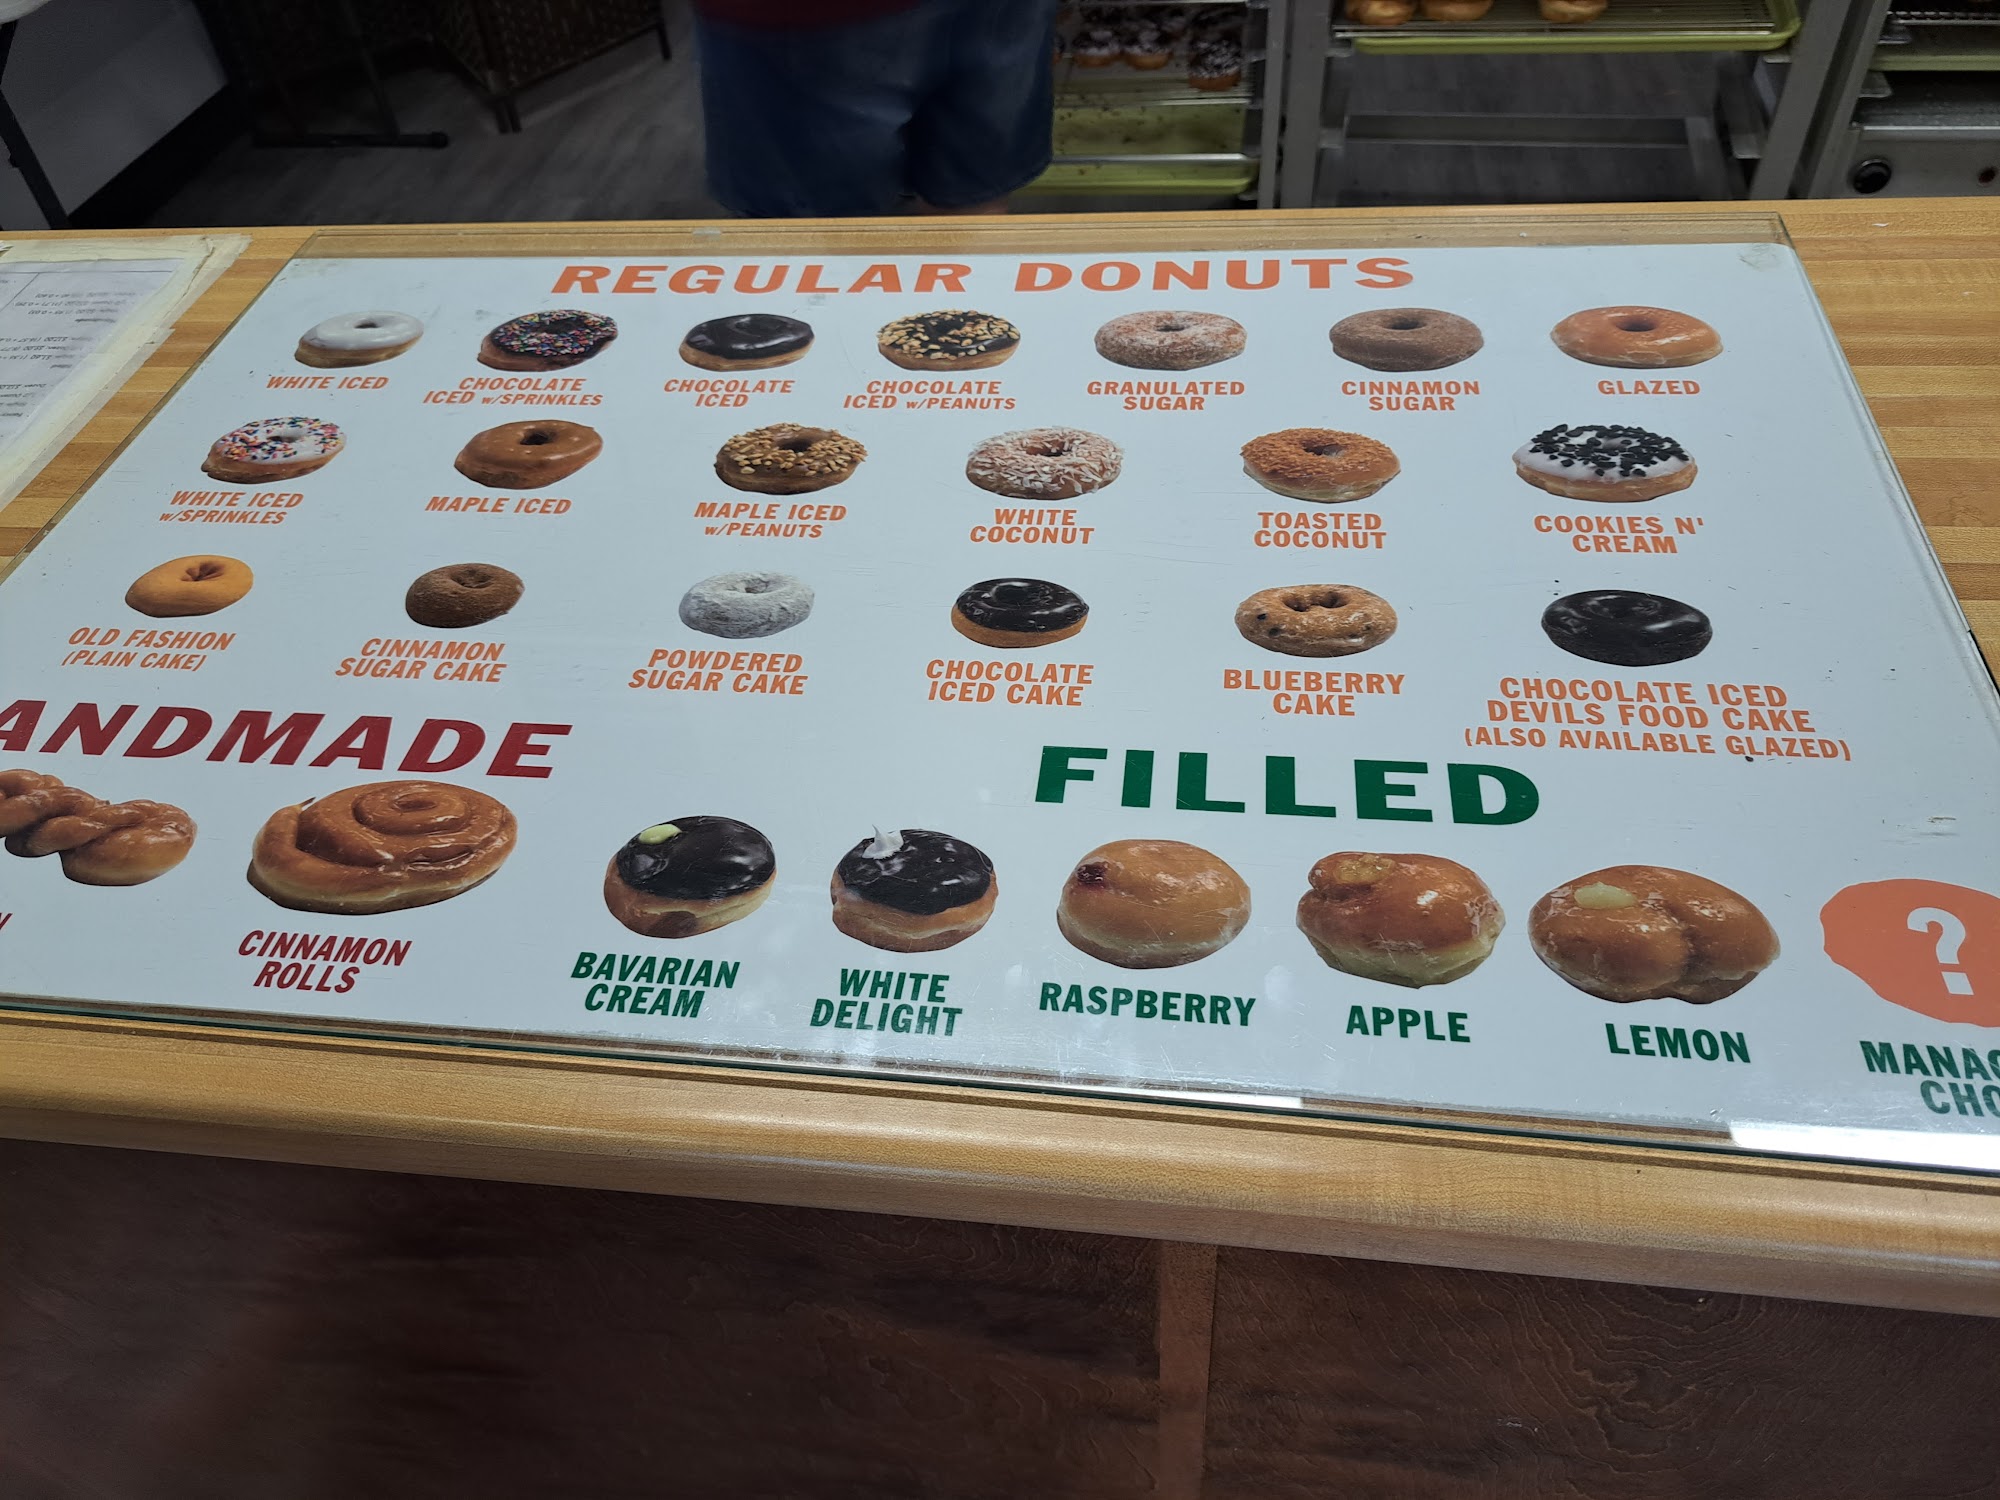 REGULAR DONUTS
WHITE ICED
CHOCOLATE
ICED w/SPRINKLES
CHOCOLATE
ICED
CHOCOLATE
ICED w/PEANUTS
GRANULATED
SUGAR
CINNAMON
SUGAR
GLAZED
WHITE ICED
w/SPRINKLES
MAPLE ICED
MAPLE ICED
w/PEANUTS
WHITE
COCONUT
TOASTED
COCONUT
COOKIES N'
CREAM
OLD FASHION
(PLAIN CAKE)
CINNAMON
SUGAR CAKE
POWDERED
SUGAR CAKE
CHOCOLATE
ICED CAKE
BLUEBERRY
CAKE
CHOCOLATE ICED
DEVILS FOOD CAKE
(ALSO AVAILABLE GLAZED)
ANDMADE
CINNAMON
ROLLS
FILLED
BAVARIAN
CREAM
WHITE
DELIGHT
RASPBERRY
APPLE
LEMON
?
MANAG
CHO